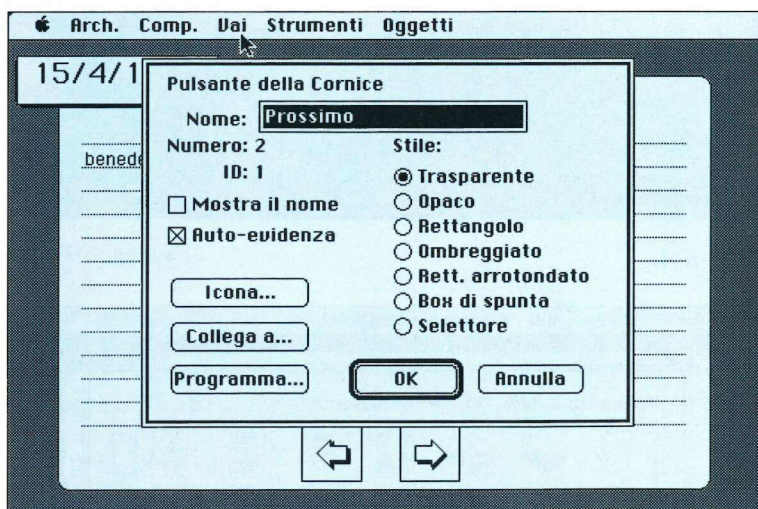 Arch. Comp. Vai Strumenti Oggetti
15/4/1
benede
Pulsante della Cornice
Nome: Prossimo
Numero: 2
ID: 1
Mostra il nome
Auto-evidenza
Icona...
Collega a...
Programma...
Stile:
Trasparente
Opaco
Rettangolo
Ombreggiato
Rett. arrotondato
Box di spunta
Selettore
OK
Annulla